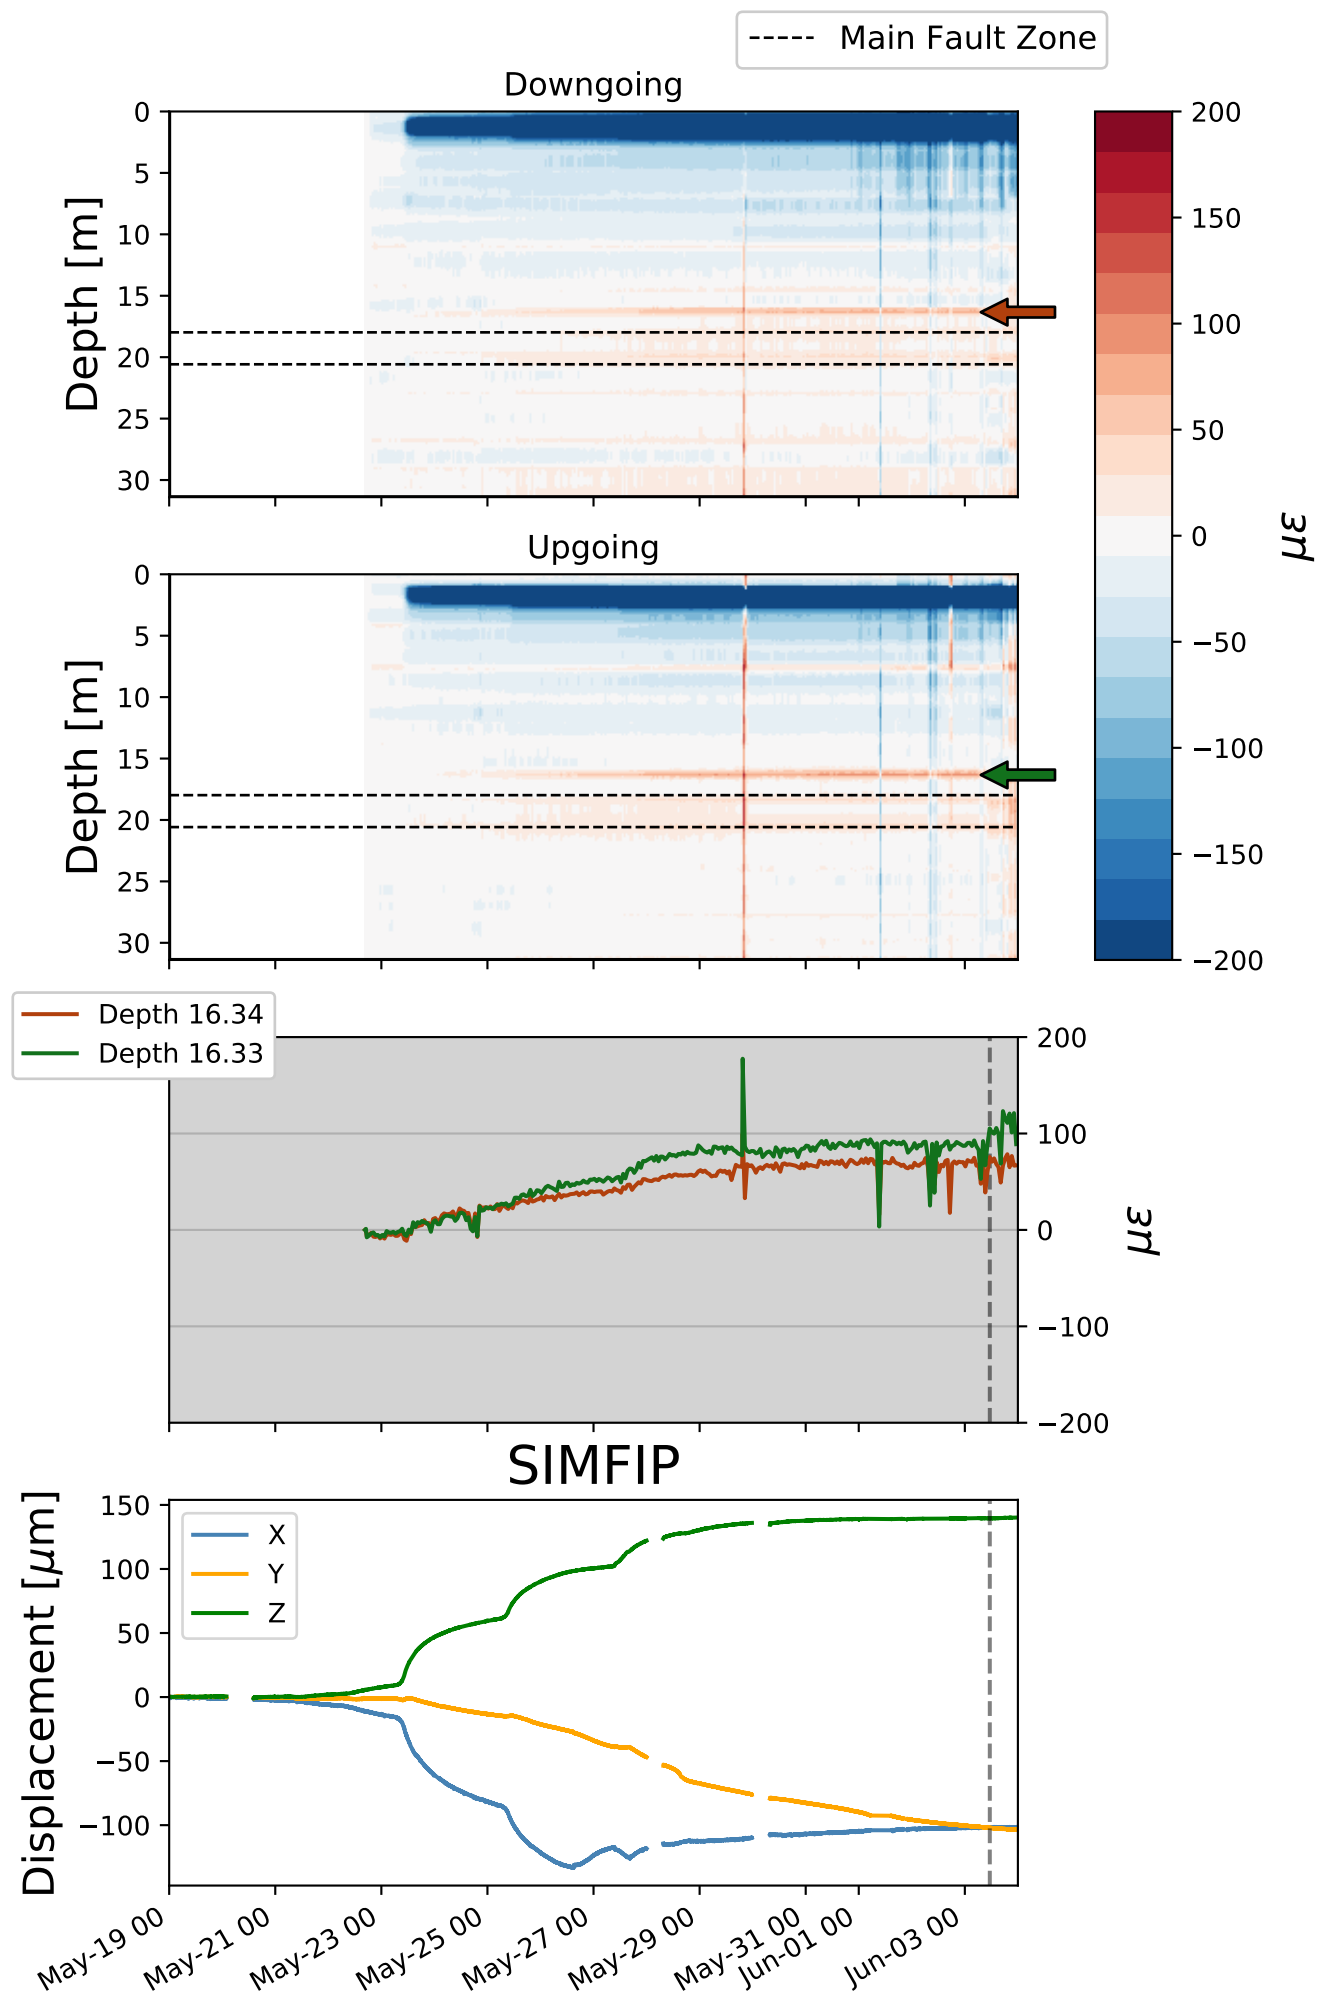 Main Fault Zone
Downgoing
Depth [m]
0
5
10
15
20
25
30
200
150
100
50
0
−50
−100
−150
−200
με
Upgoing
Depth [m]
0
5
10
15
20
25
30
Depth 16.34
Depth 16.33
200
100
0
−100
−200
με
SIMFIP
Displacement [μm]
150
100
50
0
−50
−100
X
Y
Z
May-19 00
May-21 00
May-23 00
May-25 00
May-27 00
May-29 00
May-31 00
Jun-01 00
Jun-03 00